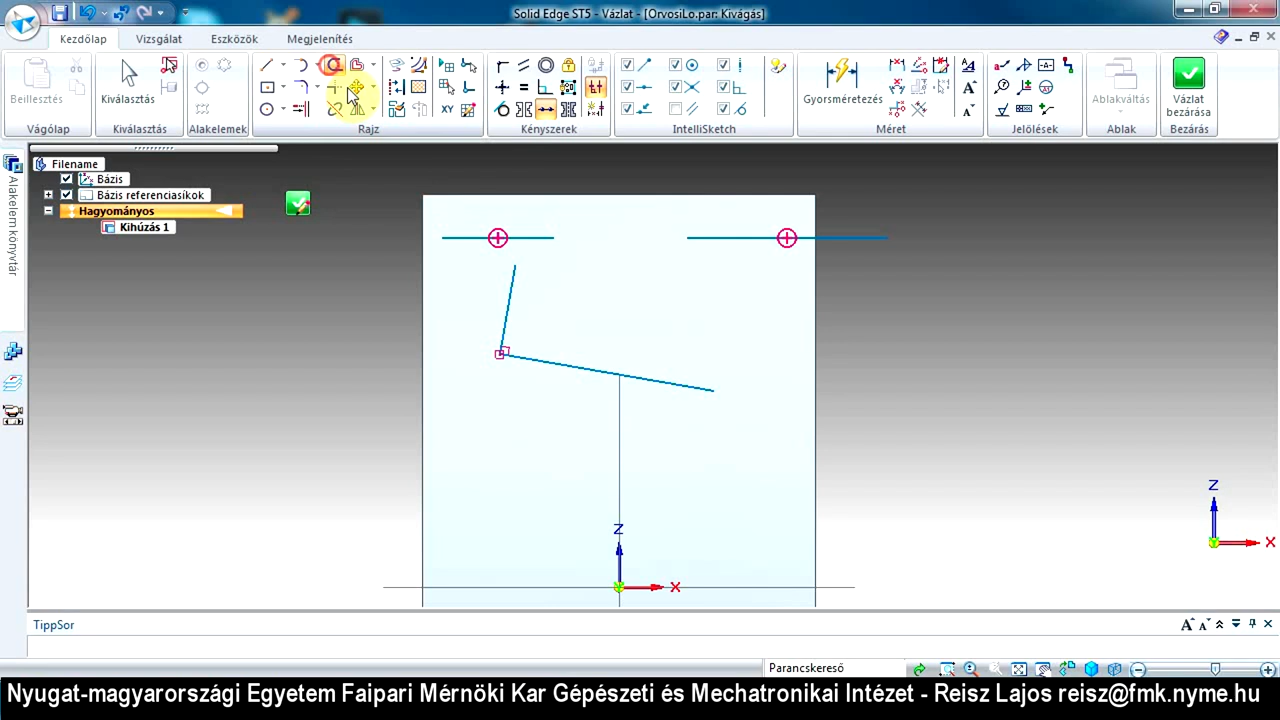 Solid Edge ST5 - Vázlat - [OrvosiLo.par: Kivágás]
Kezdőlap
Vizsgálat
Eszközök
Megjelenítés
Beillesztés
Kiválasztás
XY
Gyorsméretezés
Ablakváltás
Vázlat
bezárása
Vágólap
Kiválasztás
Alakelemek
Rajz
Kényszerek
IntelliSketch
Méret
Jelölések
Ablak
Bezárás
Alakelem könyvtár
Filename
Bázis
Bázis referenciasíkok
Hagyományos
Kihúzás 1
Z
X
Z
X
TippSor
Parancskereső
Nyugat-magyarországi Egyetem Faipari Mérnöki Kar Gépészeti és Mechatronikai Intézet - Reisz Lajos reisz@fmk.nyme.hu